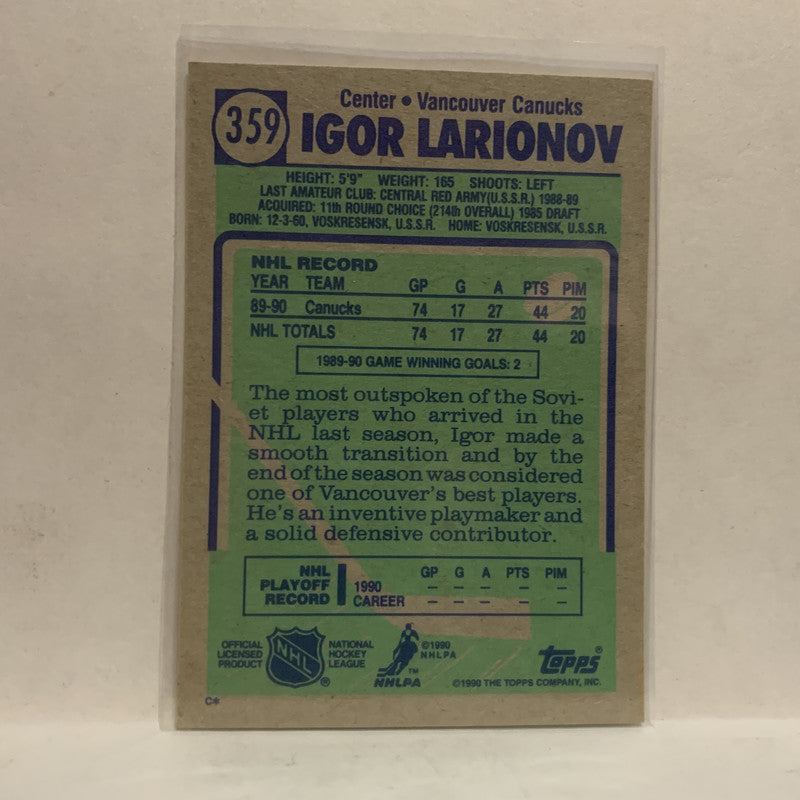 359
Center • Vancouver Canucks
IGOR LARIONOV
HEIGHT: 5'9" WEIGHT: 165 SHOOTS: LEFT
LAST AMATEUR CLUB: CENTRAL RED ARMY(U.S.S.R.) 1988-89
ACQUIRED: 11th ROUND CHOICE (214th OVERALL) 1985 DRAFT
BORN: 12-3-60, VOSKRESENSK, U.S.S.R. HOME: VOSKRESENSK, U.S.S.R.
NHL RECORD
YEAR TEAM GP G A PTS PIM
89-90 Canucks 74 17 27 44 20
NHL TOTALS 74 17 27 44 20
1989-90 GAME WINNING GOALS: 2
The most outspoken of the Sovi-
et players who arrived in the
NHL last season, Igor made a
smooth transition and by the
end of the season was considered
one of Vancouver's best players.
He's an inventive playmaker and
a solid defensive contributor.
NHL PLAYOFF RECORD
GP G A PTS PIM
1990 – – – – –
CAREER – – – – –
OFFICIAL LICENSED PRODUCT
NHL ®
NATIONAL HOCKEY LEAGUE
©1990 NHLPA
NHLPA ™
topps ®
©1990 THE TOPPS COMPANY, INC.
C*